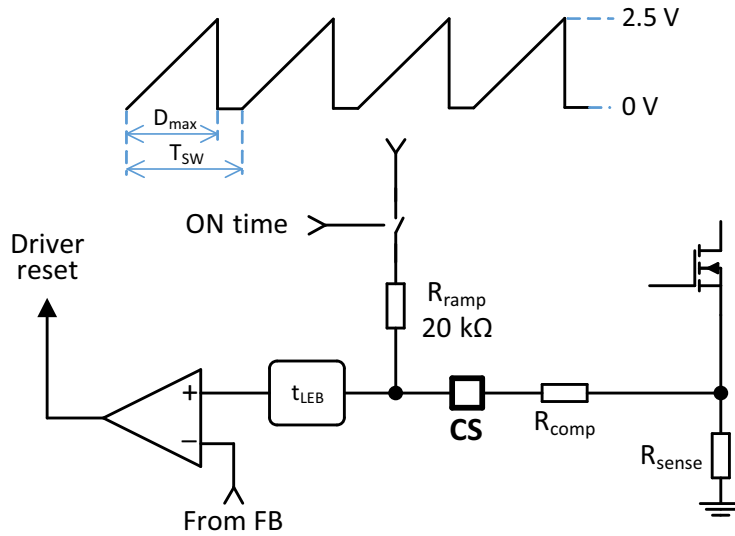 2.5 V
0 V
D_max
T_SW
ON time
Driver
reset
R_ramp
20 kΩ
+
t_LEB
−
CS
R_comp
R_sense
From FB